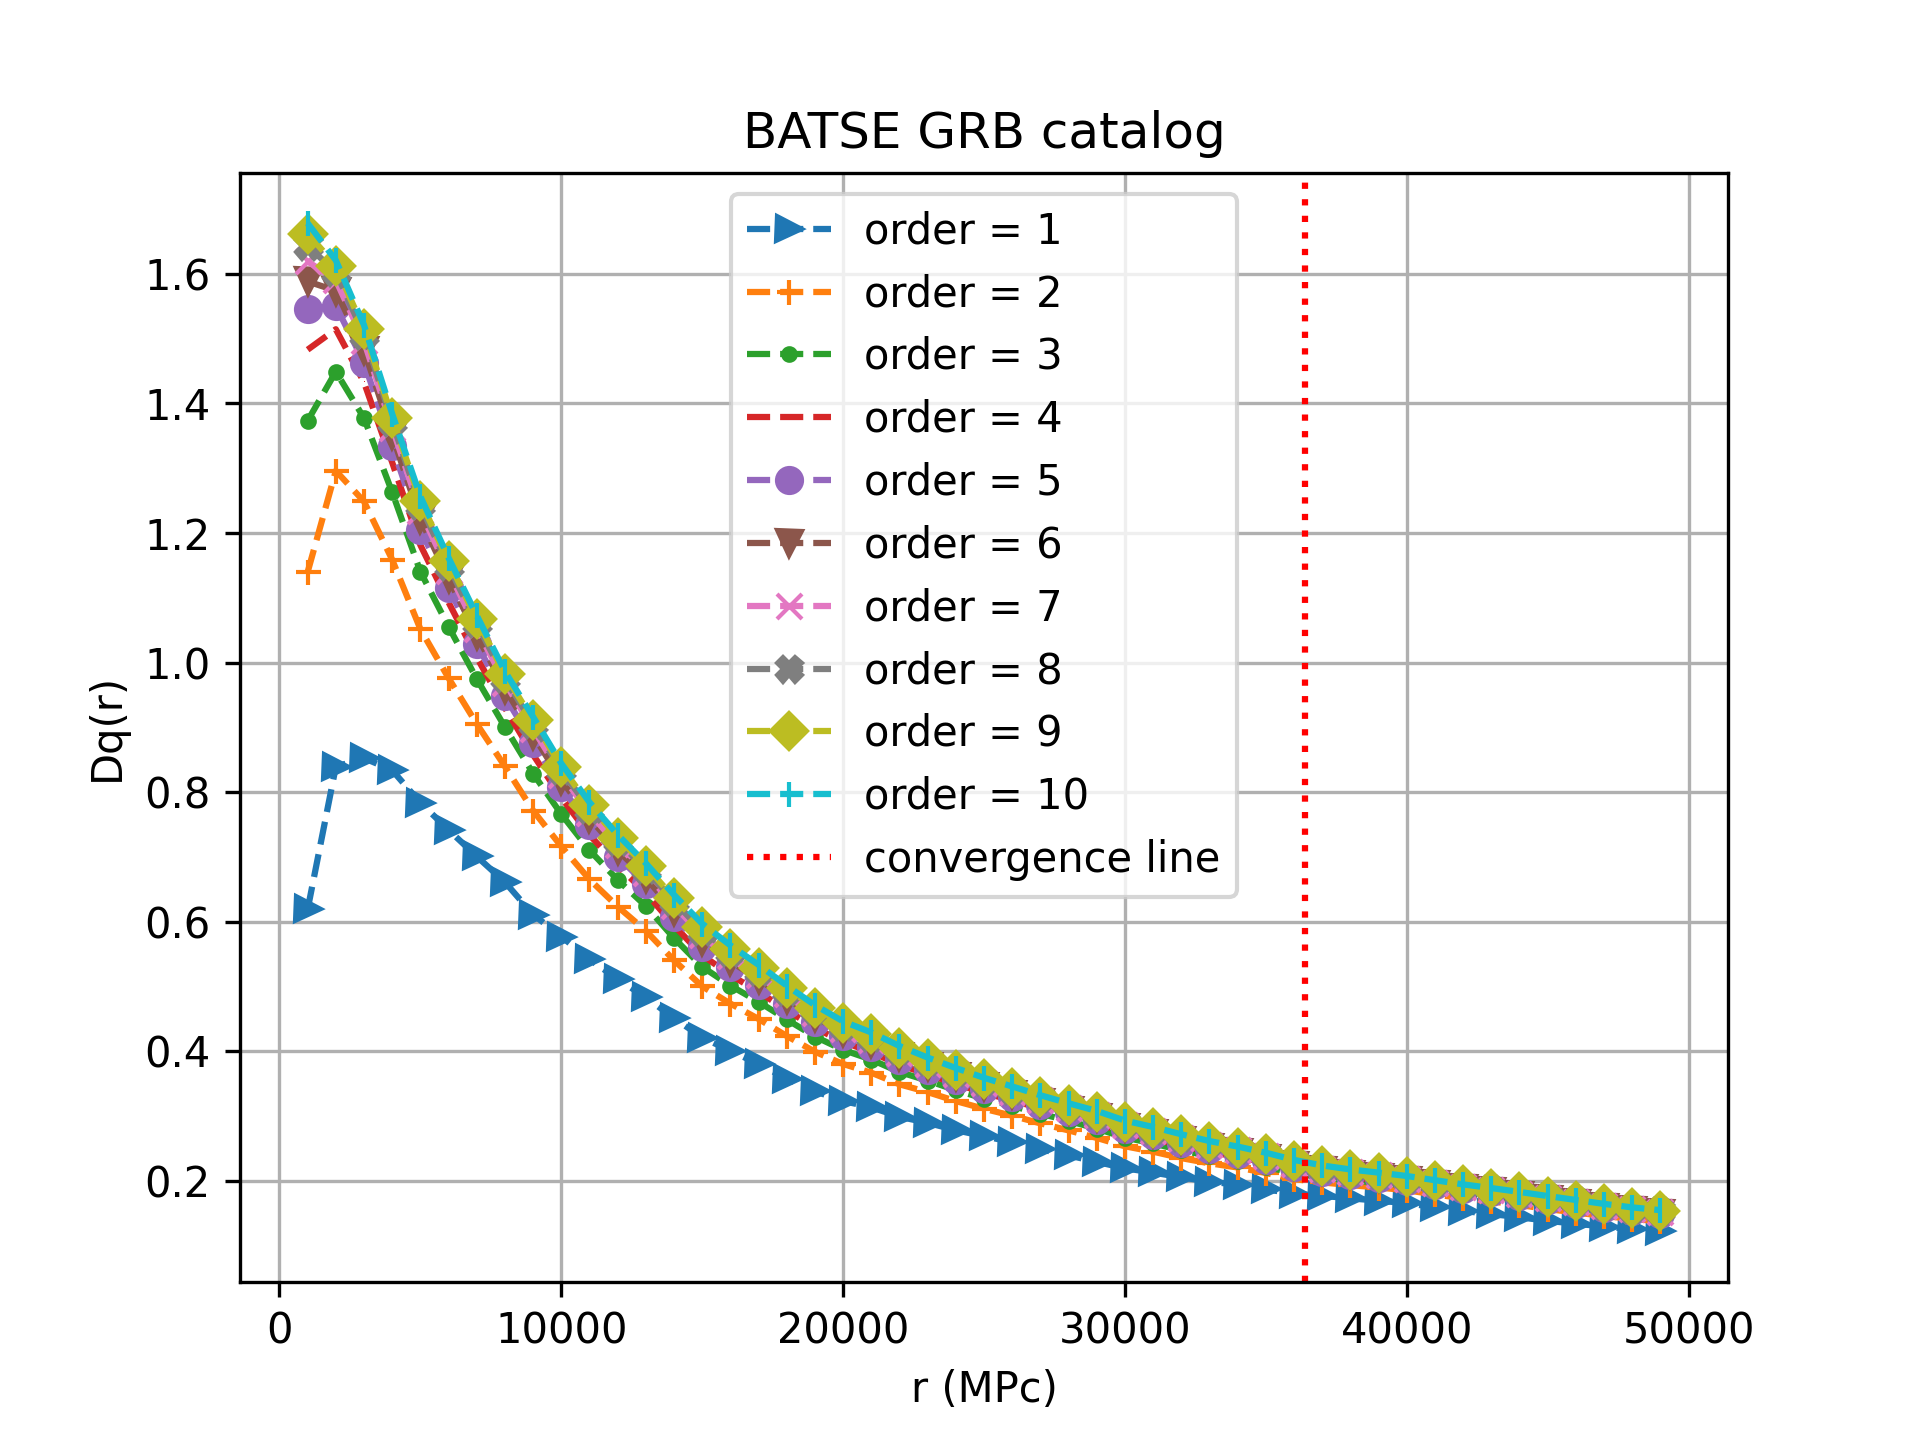 BATSE GRB catalog
order = 1
order = 2
order = 3
order = 4
order = 5
order = 6
order = 7
order = 8
order = 9
order = 10
convergence line
Dq(r)
1.6
1.4
1.2
1.0
0.8
0.6
0.4
0.2
0 10000 20000 30000 40000 50000
r (MPc)